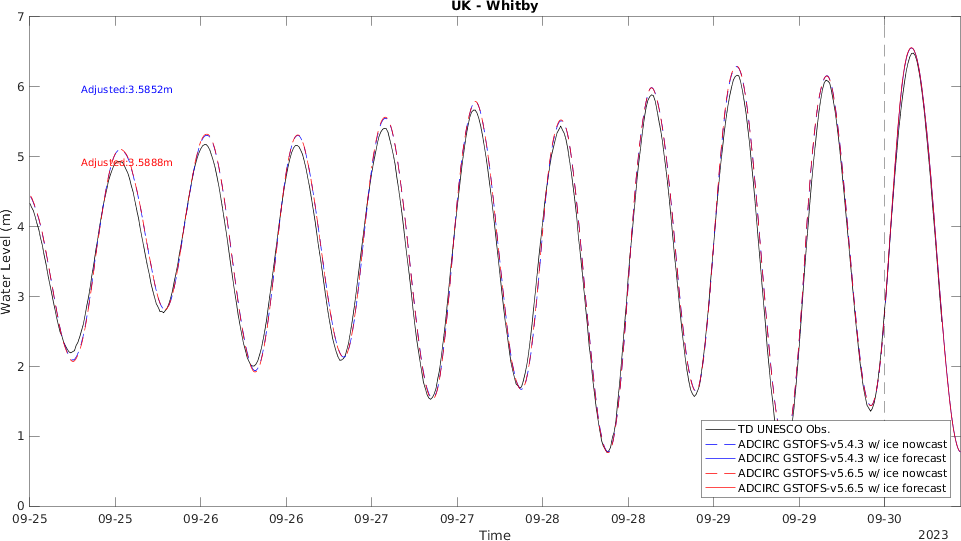 UK - Whitby
7
6
5
4
3
2
1
0
Water Level (m)
Adjusted:3.5852m
Adjusted:3.5888m
TD UNESCO Obs.
ADCIRC GSTOFS-v5.4.3 w/ ice nowcast
ADCIRC GSTOFS-v5.4.3 w/ ice forecast
ADCIRC GSTOFS-v5.6.5 w/ ice nowcast
ADCIRC GSTOFS-v5.6.5 w/ ice forecast
09-25 09-25 09-26 09-26 09-27 09-27 09-28 09-28 09-29 09-29 09-30
Time
2023